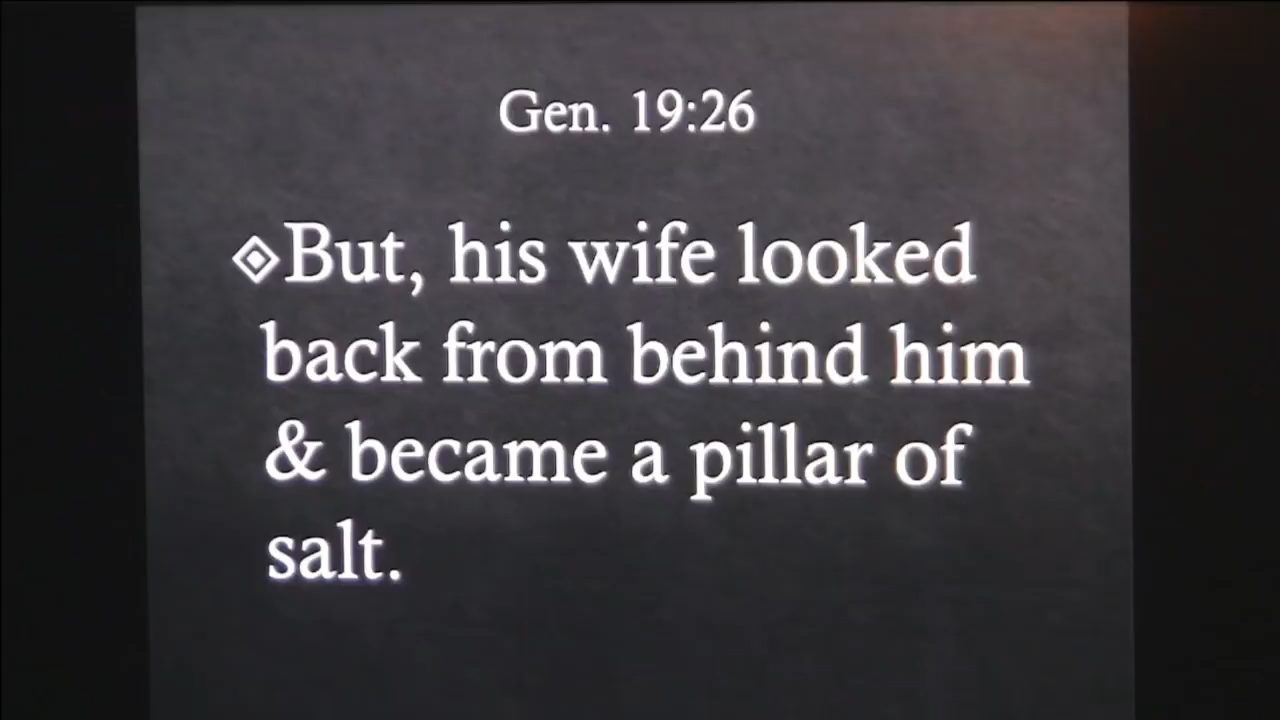 Gen. 19:26
But, his wife looked
back from behind him
& became a pillar of
salt.